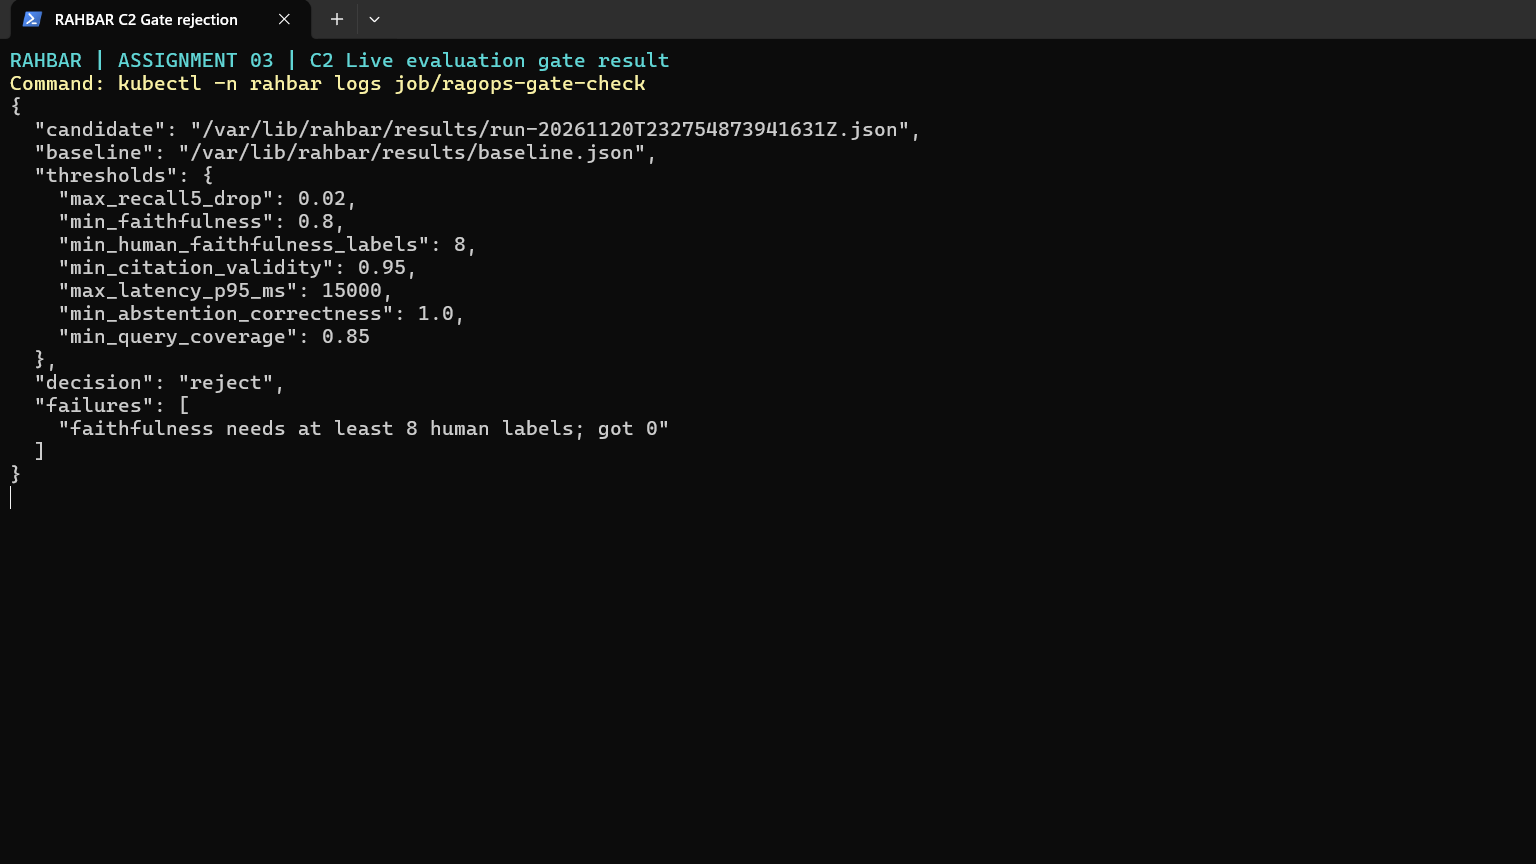 RAHBAR C2 Gate rejection
RAHBAR | ASSIGNMENT 03 | C2 Live evaluation gate result
Command: kubectl -n rahbar logs job/ragops-gate-check
{
  "candidate": "/var/lib/rahbar/results/run-20261120T232754873941631Z.json",
  "baseline": "/var/lib/rahbar/results/baseline.json",
  "thresholds": {
    "max_recall5_drop": 0.02,
    "min_faithfulness": 0.8,
    "min_human_faithfulness_labels": 8,
    "min_citation_validity": 0.95,
    "max_latency_p95_ms": 15000,
    "min_abstention_correctness": 1.0,
    "min_query_coverage": 0.85
  },
  "decision": "reject",
  "failures": [
    "faithfulness needs at least 8 human labels; got 0"
  ]
}